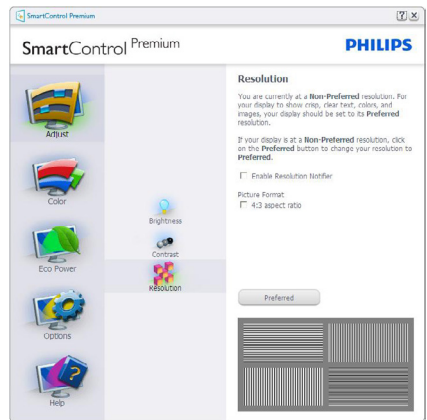 SmartControl Premium
SmartControl Premium
PHILIPS
Adjust
Color
Eco Power
Options
Help
Brightness
Contrast
Resolution
Resolution
You are currently at a Non-Preferred resolution. For
your display to show crisp, clear text, colors, and
images, your display should be set to its Preferred
resolution.
If your display is at a Non-Preferred resolution, click
on the Preferred button to change your resolution to
Preferred.
Enable Resolution Notifier
Picture Format
4:3 aspect ratio
Preferred